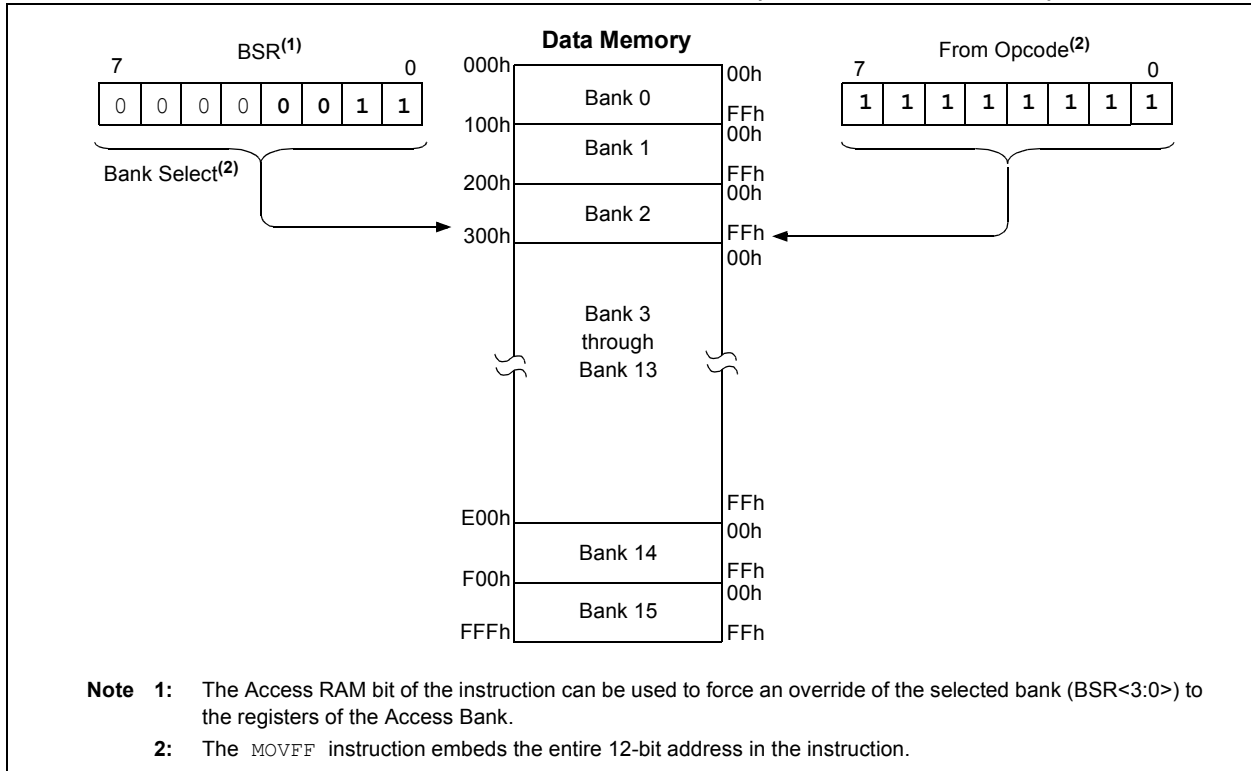 Data Memory
BSR(1)
7 0
0 0 0 0 0 0 1 1
Bank Select(2)
From Opcode(2)
7 0
1 1 1 1 1 1 1 1
000h Bank 0 00h
FFh
100h Bank 1 00h
FFh
200h Bank 2 00h
FFh
300h 00h
Bank 3
through
Bank 13
FFh
E00h 00h
Bank 14
FFh
F00h 00h
Bank 15
FFFh FFh
Note 1: The Access RAM bit of the instruction can be used to force an override of the selected bank (BSR<3:0>) to
the registers of the Access Bank.
2: The MOVFF instruction embeds the entire 12-bit address in the instruction.